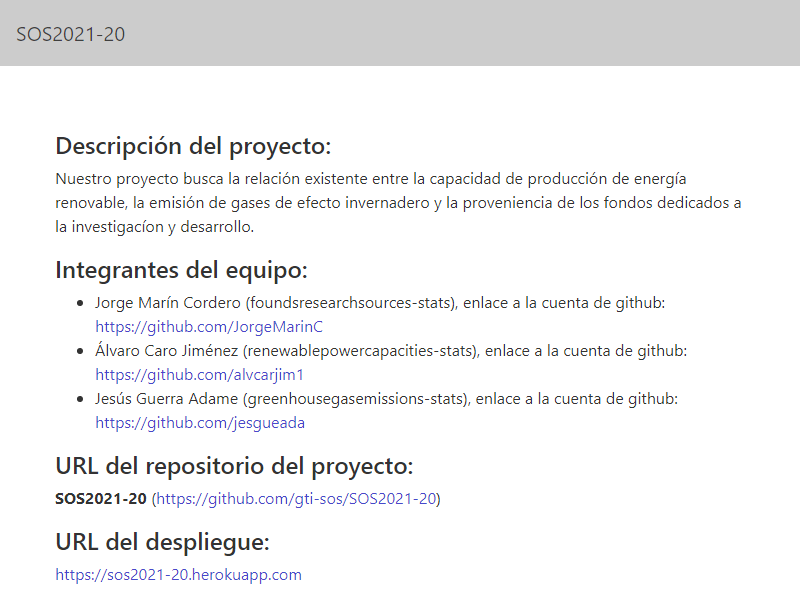 SOS2021-20
Descripción del proyecto:
Nuestro proyecto busca la relación existente entre la capacidad de producción de energía
renovable, la emisión de gases de efecto invernadero y la proveniencia de los fondos dedicados a
la investigacíon y desarrollo.
Integrantes del equipo:
Jorge Marín Cordero (foundsresearchsources-stats), enlace a la cuenta de github:
https://github.com/JorgeMarinC
Álvaro Caro Jiménez (renewablepowercapacities-stats), enlace a la cuenta de github:
https://github.com/alvcarjim1
Jesús Guerra Adame (greenhousegasemissions-stats), enlace a la cuenta de github:
https://github.com/jesgueada
URL del repositorio del proyecto:
SOS2021-20 (https://github.com/gti-sos/SOS2021-20)
URL del despliegue:
https://sos2021-20.herokuapp.com